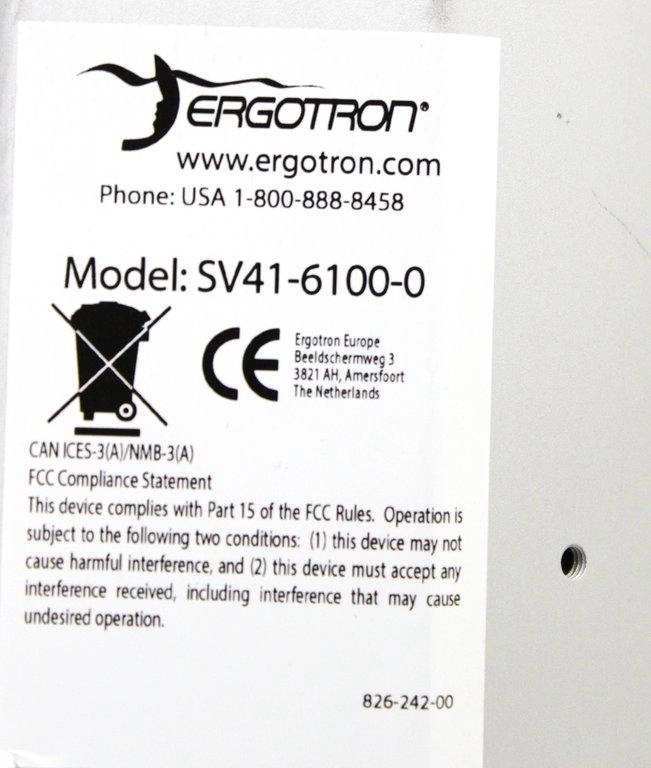 ERGOTRON®
www.ergotron.com
Phone: USA 1-800-888-8458
Model: SV41-6100-0
CE
Ergotron Europe
Beeldschermweg 3
3821 AH, Amersfoort
The Netherlands
CAN ICES-3(A)/NMB-3(A)
FCC Compliance Statement
This device complies with Part 15 of the FCC Rules. Operation is
subject to the following two conditions: (1) this device may not
cause harmful interference, and (2) this device must accept any
interference received, including interference that may cause
undesired operation.
826-242-00